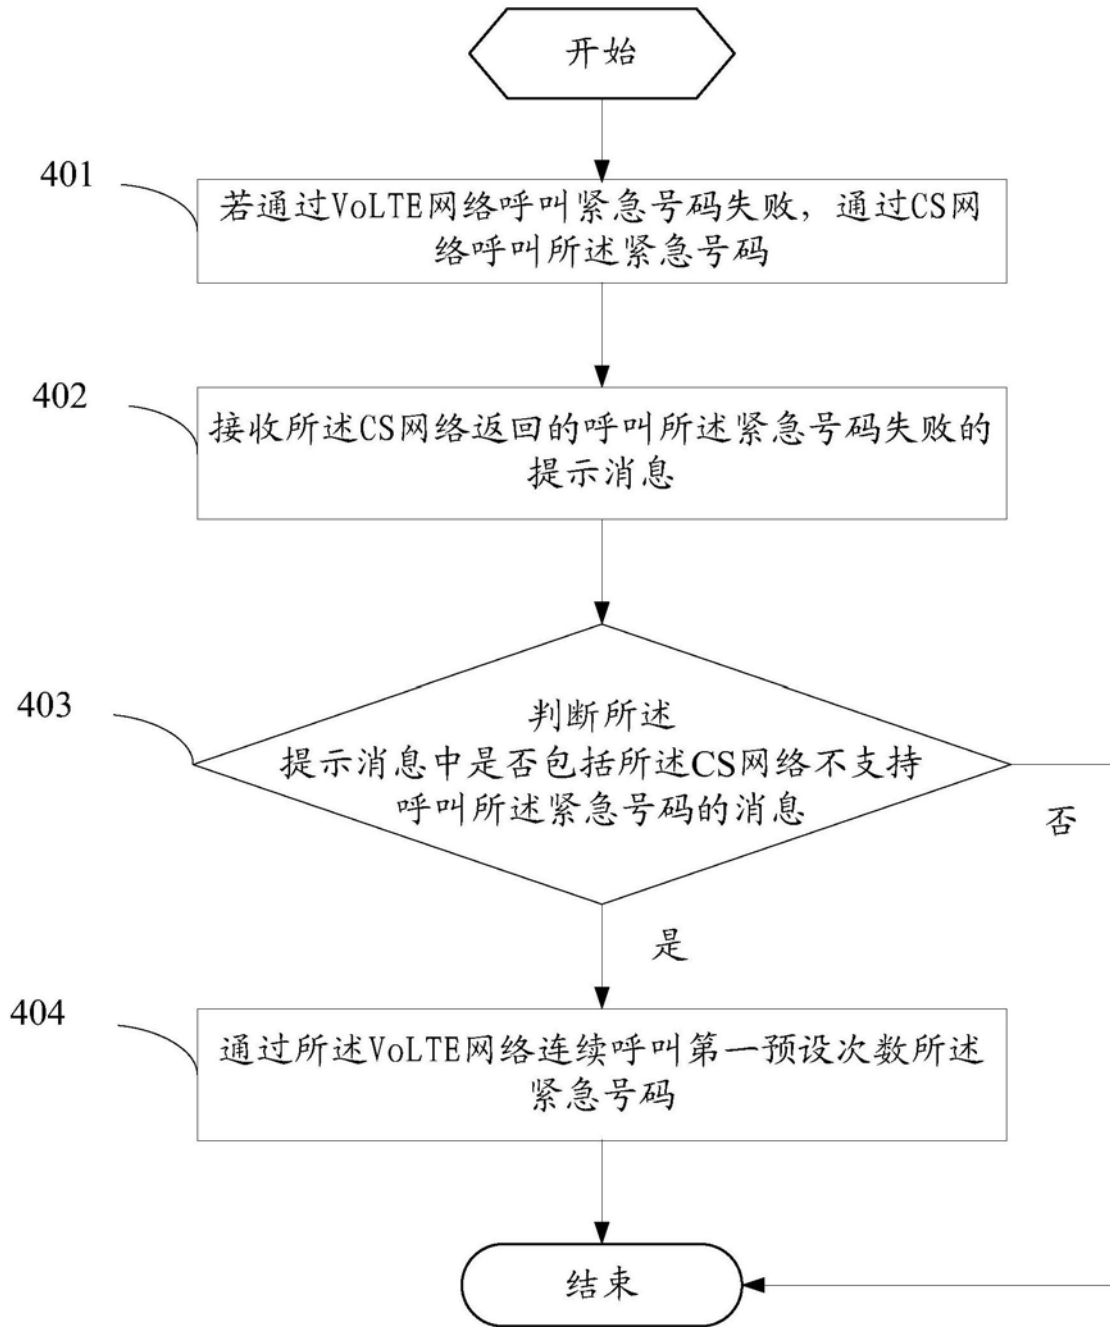 开始
401
若通过VoLTE网络呼叫紧急号码失败，通过CS网
络呼叫所述紧急号码
402
接收所述CS网络返回的呼叫所述紧急号码失败的
提示消息
403
判断所述
提示消息中是否包括所述CS网络不支持
呼叫所述紧急号码的消息
否
是
404
通过所述VoLTE网络连续呼叫第一预设次数所述
紧急号码
结束